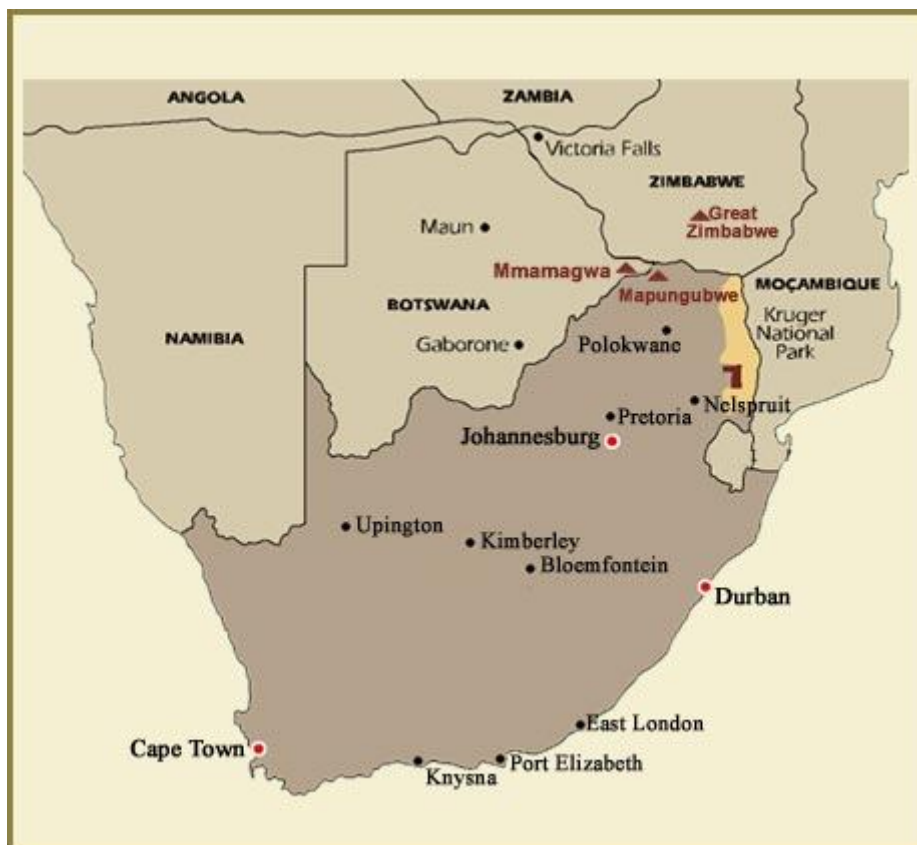 ANGOLA
ZAMBIA
Victoria Falls
ZIMBABWE
Great
Zimbabwe
Maun
Mmamagwa
Mapungubwe
MOÇAMBIQUE
BOTSWANA
Kruger
National
Park
NAMIBIA
Gaborone
Polokwane
Nelspruit
Pretoria
Johannesburg
Upington
Kimberley
Bloemfontein
Durban
East London
Cape Town
Port Elizabeth
Knysna